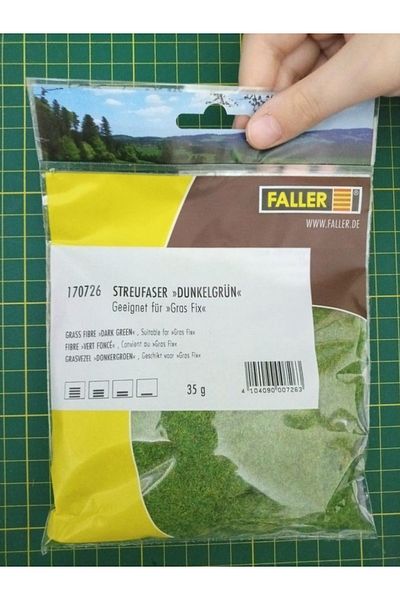 FALLER
WWW.FALLER.DE
170726 STREUFASER »DUNKELGRÜN«
Geeignet für »Gras Fix«
GRASS FIBRE »DARK GREEN« , Suitable for »Gras Fix«
FIBRE »VERT FONCÉ« , Convient au »Gras Fix«
GRASVEZEL »DONKERGROEN« , Geschikt voor »Gras Fix«
35 g
4 104090 007263